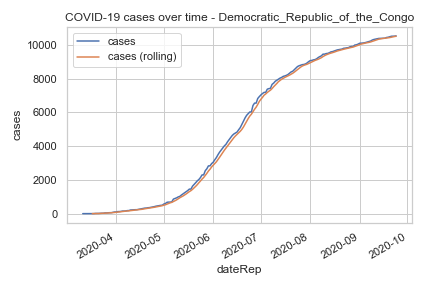 COVID-19 cases over time - Democratic_Republic_of_the_Congo
cases
cases (rolling)
10000
8000
6000
4000
2000
0
cases
2020-04
2020-05
2020-06
2020-07
2020-08
2020-09
2020-10
dateRep